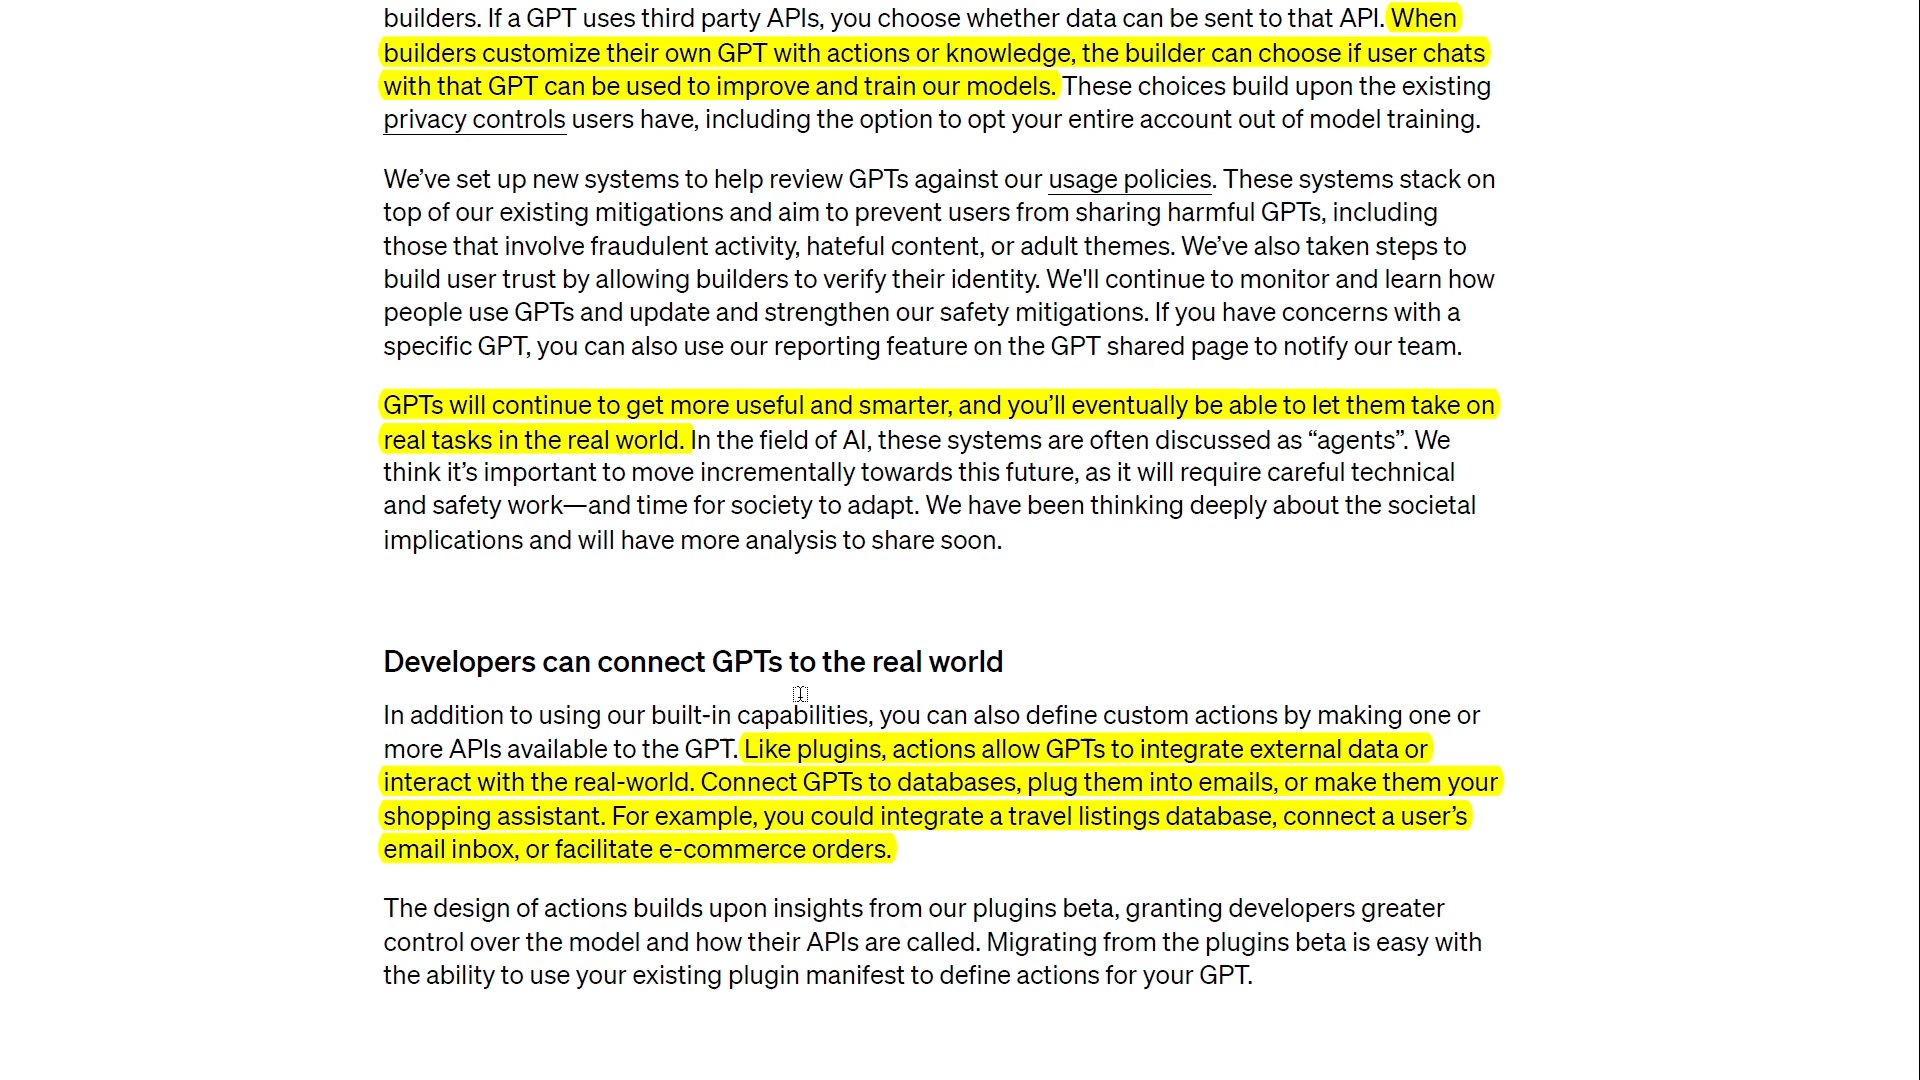 builders. If a GPT uses third party APIs, you choose whether data can be sent to that API. When
builders customize their own GPT with actions or knowledge, the builder can choose if user chats
with that GPT can be used to improve and train our models. These choices build upon the existing
privacy controls users have, including the option to opt your entire account out of model training.
We’ve set up new systems to help review GPTs against our usage policies. These systems stack on
top of our existing mitigations and aim to prevent users from sharing harmful GPTs, including
those that involve fraudulent activity, hateful content, or adult themes. We’ve also taken steps to
build user trust by allowing builders to verify their identity. We'll continue to monitor and learn how
people use GPTs and update and strengthen our safety mitigations. If you have concerns with a
specific GPT, you can also use our reporting feature on the GPT shared page to notify our team.
GPTs will continue to get more useful and smarter, and you’ll eventually be able to let them take on
real tasks in the real world. In the field of AI, these systems are often discussed as “agents”. We
think it’s important to move incrementally towards this future, as it will require careful technical
and safety work—and time for society to adapt. We have been thinking deeply about the societal
implications and will have more analysis to share soon.
Developers can connect GPTs to the real world
In addition to using our built-in capabilities, you can also define custom actions by making one or
more APIs available to the GPT. Like plugins, actions allow GPTs to integrate external data or
interact with the real-world. Connect GPTs to databases, plug them into emails, or make them your
shopping assistant. For example, you could integrate a travel listings database, connect a user’s
email inbox, or facilitate e-commerce orders.
The design of actions builds upon insights from our plugins beta, granting developers greater
control over the model and how their APIs are called. Migrating from the plugins beta is easy with
the ability to use your existing plugin manifest to define actions for your GPT.